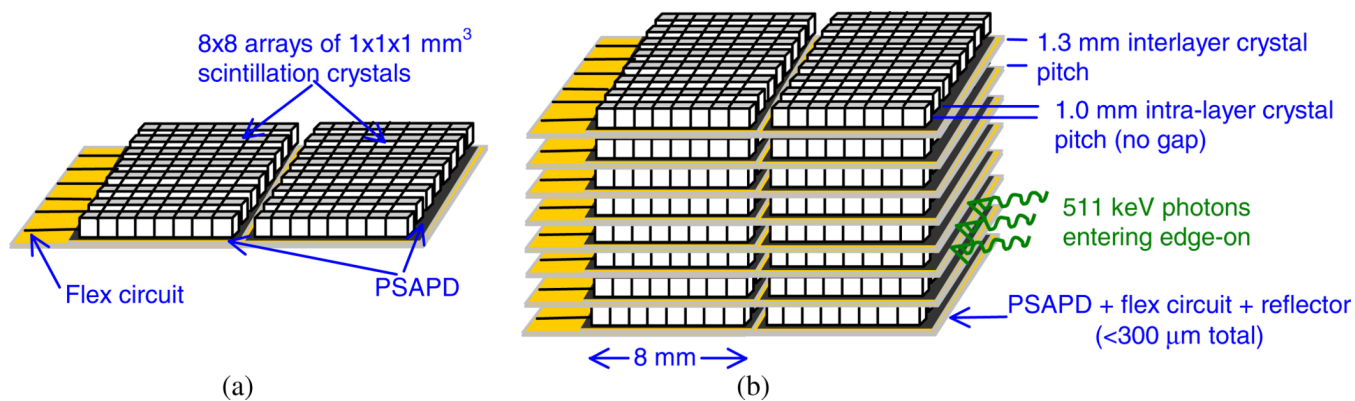 8x8 arrays of 1x1x1 mm³
scintillation crystals
Flex circuit
PSAPD
(a)
1.3 mm interlayer crystal
pitch
1.0 mm intra-layer crystal
pitch (no gap)
511 keV photons
entering edge-on
PSAPD + flex circuit + reflector
(<300 μm total)
8 mm
(b)